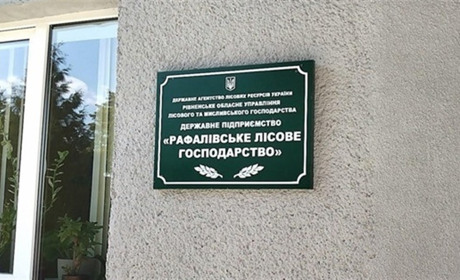 ДЕРЖАВНЕ АГЕНТСТВО ЛІСОВИХ РЕСУРСІВ УКРАЇНИ
РІВНЕНСЬКЕ ОБЛАСНЕ УПРАВЛІННЯ
ЛІСОВОГО ТА МИСЛИВСЬКОГО ГОСПОДАРСТВА
ДЕРЖАВНЕ ПІДПРИЄМСТВО
«РАФАЛІВСЬКЕ ЛІСОВЕ
ГОСПОДАРСТВО»